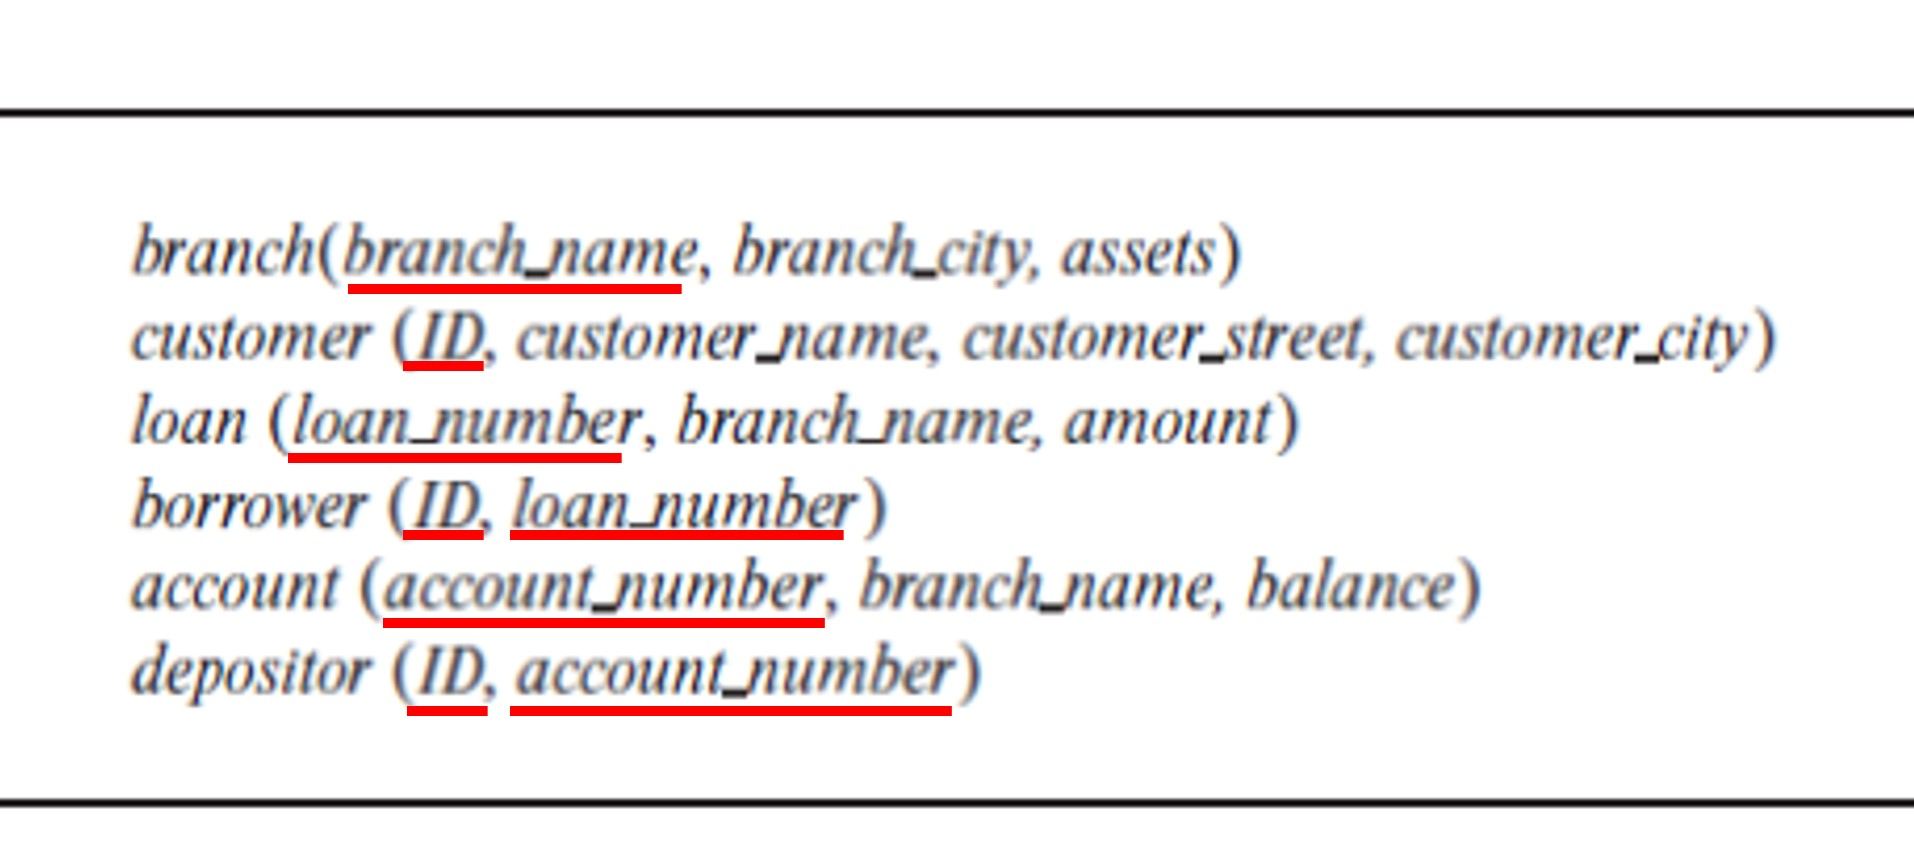 branch(branch_name, branch_city, assets)
customer (ID, customer_name, customer_street, customer_city)
loan (loan_number, branch_name, amount)
borrower (ID, loan_number)
account (account_number, branch_name, balance)
depositor (ID, account_number)